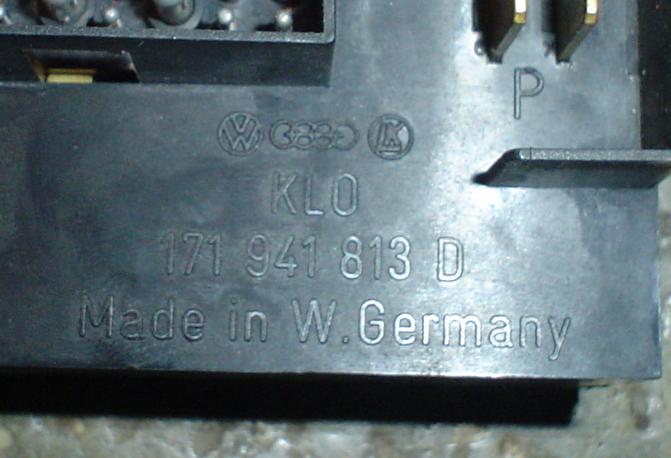 P
KLO
171 941 813 D
Made in W.Germany